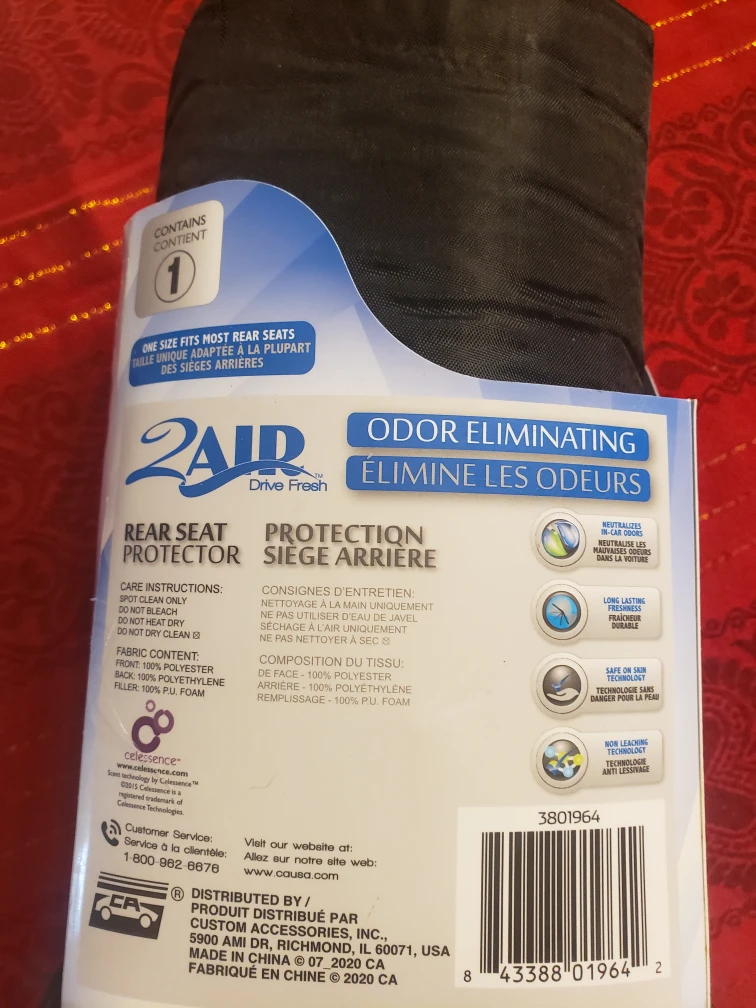 CONTAINS
CONTIENT
1
ONE SIZE FITS MOST REAR SEATS
TAILLE UNIQUE ADAPTÉE À LA PLUPART
DES SIÈGES ARRIÈRES
2AIR™
Drive Fresh
ODOR ELIMINATING
ÉLIMINE LES ODEURS
REAR SEAT
PROTECTOR
PROTECTION
SIÈGE ARRIÈRE
CARE INSTRUCTIONS:
SPOT CLEAN ONLY
DO NOT BLEACH
DO NOT HEAT DRY
DO NOT DRY CLEAN
FABRIC CONTENT:
FRONT: 100% POLYESTER
BACK: 100% POLYETHYLENE
FILLER: 100% P.U. FOAM
CONSIGNES D'ENTRETIEN:
NETTOYAGE À LA MAIN UNIQUEMENT
NE PAS UTILISER D'EAU DE JAVEL
SÉCHAGE À L'AIR UNIQUEMENT
NE PAS NETTOYER À SEC
COMPOSITION DU TISSU:
DE FACE - 100% POLYESTER
ARRIÈRE - 100% POLYÉTHYLÈNE
REMPLISSAGE - 100% P.U. FOAM
NEUTRALIZES
IN-CAR ODORS
NEUTRALISE LES
MAUVAISES ODEURS
DANS LA VOITURE
LONG LASTING
FRESHNESS
FRAÎCHEUR
DURABLE
SAFE ON SKIN
TECHNOLOGY
TECHNOLOGIE SANS
DANGER POUR LA PEAU
NON LEACHING
TECHNOLOGY
TECHNOLOGIE
ANTI LESSIVAGE
celessence™
www.celessence.com
Scent technology by Celessence™
©2015 Celessence is a
registered trademark of
Celessence Technologies.
Customer Service:
Service à la clientèle:
1-800-962-6676
Visit our website at:
Allez sur notre site web:
www.causa.com
CA ®
DISTRIBUTED BY /
PRODUIT DISTRIBUÉ PAR
CUSTOM ACCESSORIES, INC.,
5900 AMI DR, RICHMOND, IL 60071, USA
MADE IN CHINA © 07_2020 CA
FABRIQUÉ EN CHINE © 2020 CA
3801964
8 43388 01964 2